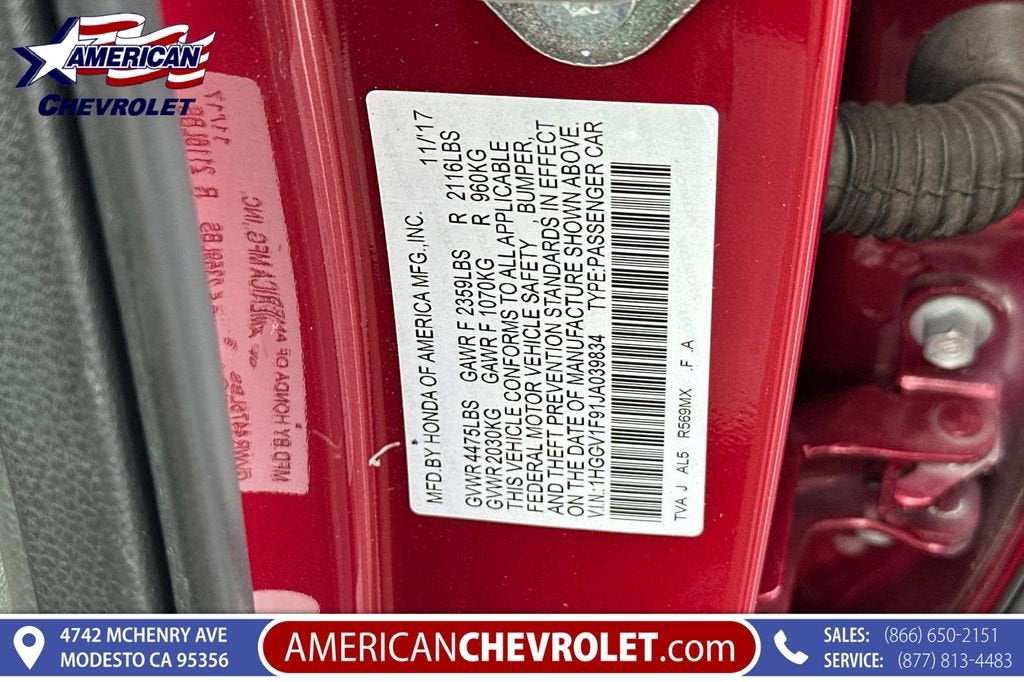 AMERICAN
CHEVROLET
MFD.BY HONDA OF AMERICA MFG.,INC. 11/'17
GVWR4475LBS GAWR F 2359LBS R 2116LBS
GVWR2030KG GAWR F 1070KG R 960KG
THIS VEHICLE CONFORMS TO ALL APPLICABLE
FEDERAL MOTOR VEHICLE SAFETY , BUMPER,
AND THEFT PREVENTION STANDARDS IN EFFECT
ON THE DATE OF MANUFACTURE SHOWN ABOVE.
V.I.N.:1HGCV1F91JA039834 TYPE:PASSENGER CAR
TVA J AL5 R569MX .F .A
4742 MCHENRY AVE
MODESTO CA 95356
AMERICANCHEVROLET.com
SALES: (866) 650-2151
SERVICE: (877) 813-4483